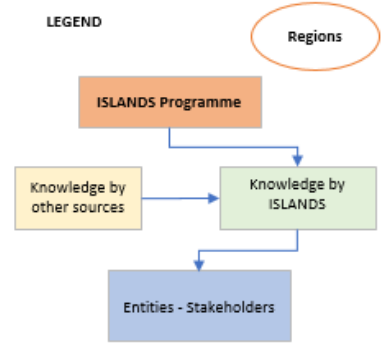 LEGEND
Regions
ISLANDS Programme
Knowledge by
other sources
Knowledge by
ISLANDS
Entities - Stakeholders